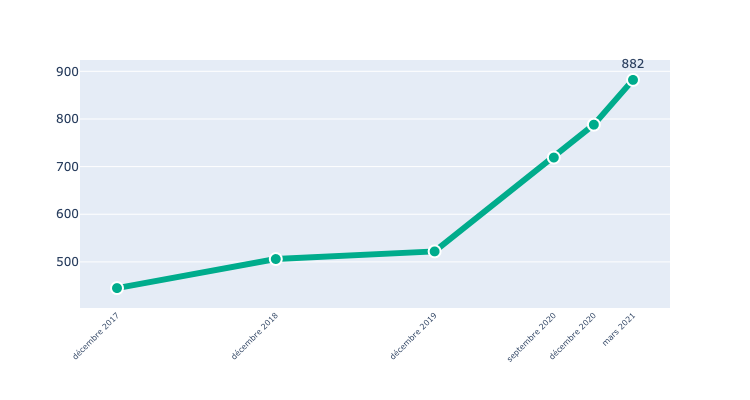 882
900
800
700
600
500
décembre 2017
décembre 2018
décembre 2019
septembre 2020
décembre 2020
mars 2021